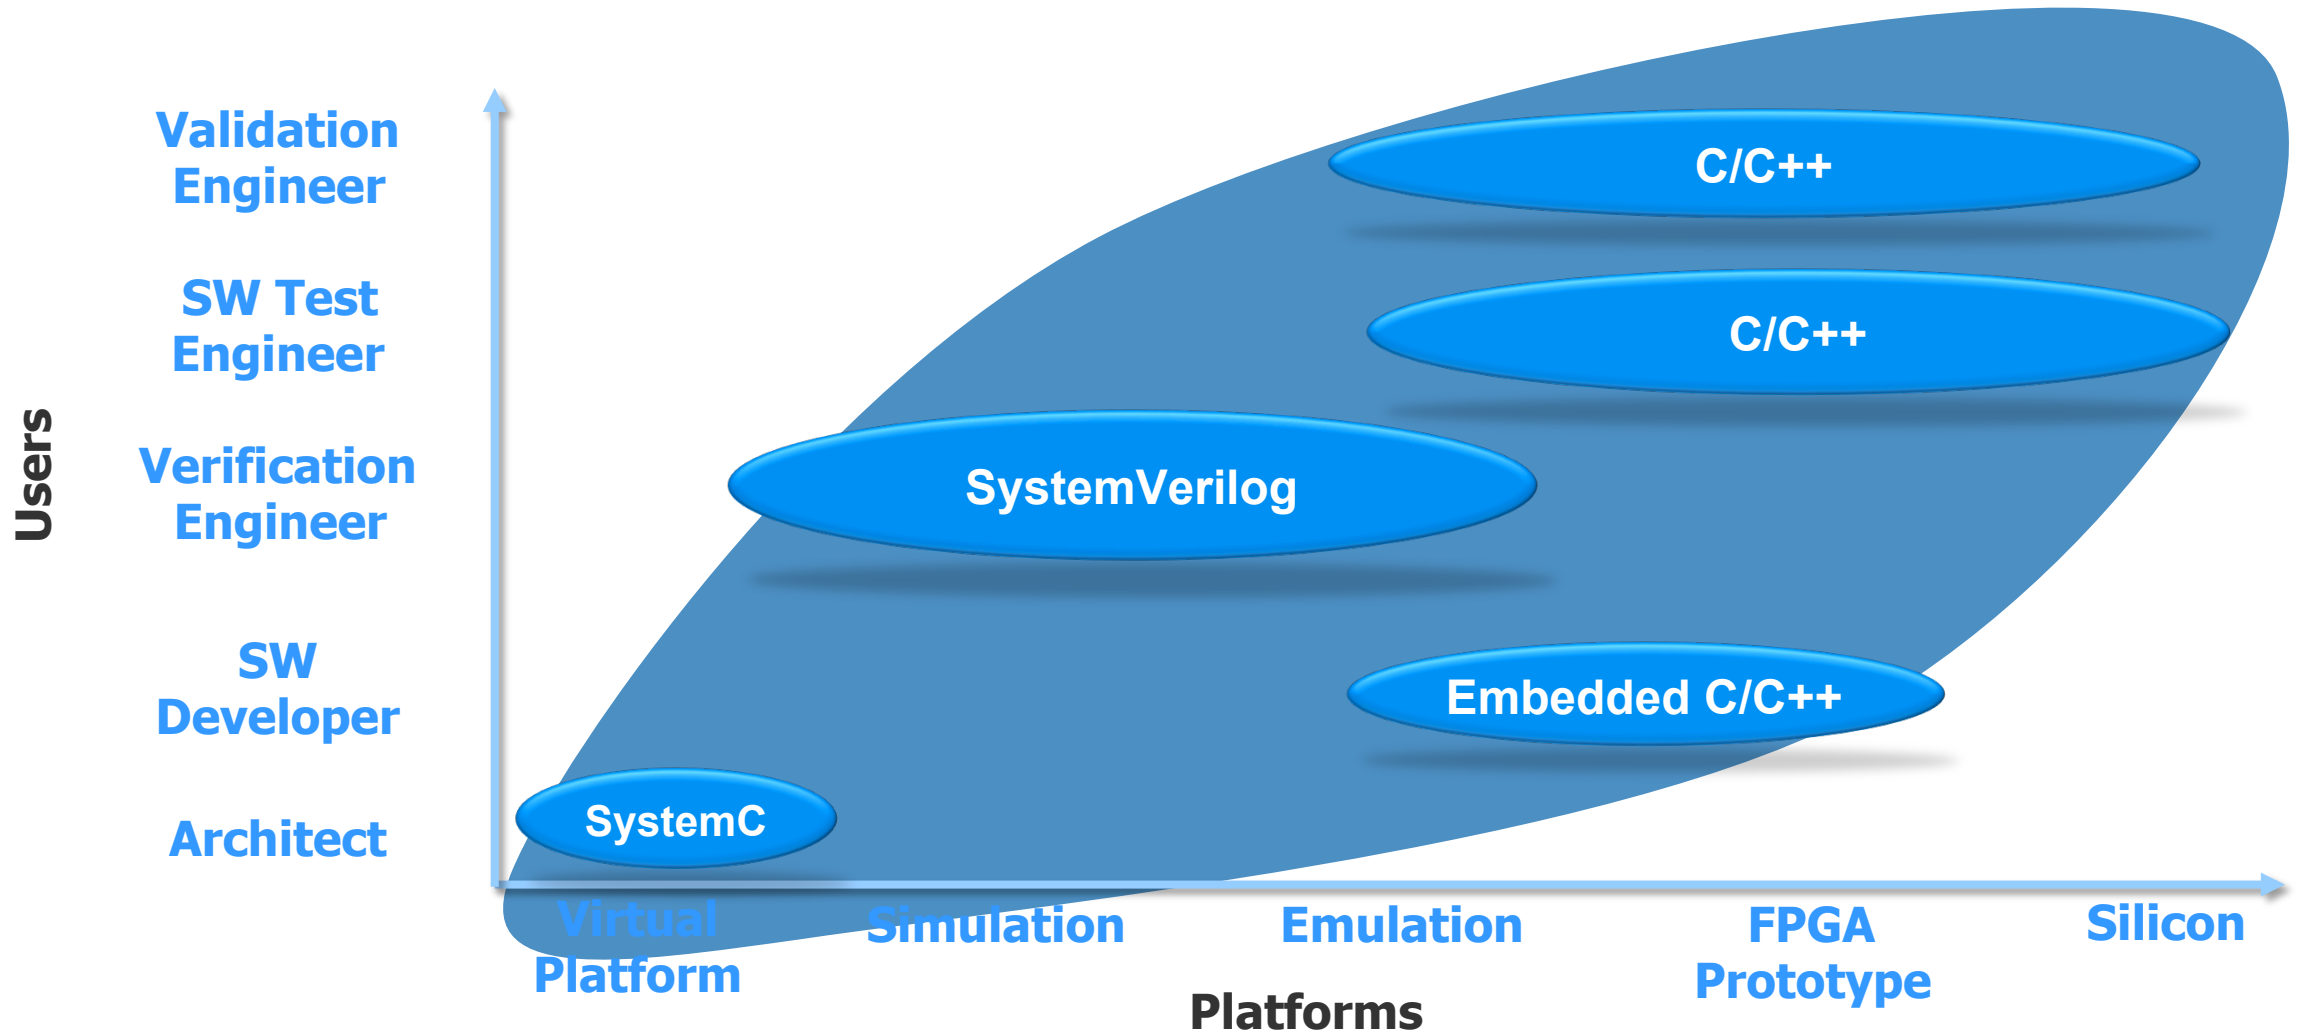 Validation
Engineer
C/C++
SW Test
Engineer
C/C++
Users
Verification
Engineer
SystemVerilog
SW
Developer
Embedded C/C++
Architect
SystemC
Virtual
Platform
Simulation
Emulation
FPGA
Prototype
Silicon
Platforms